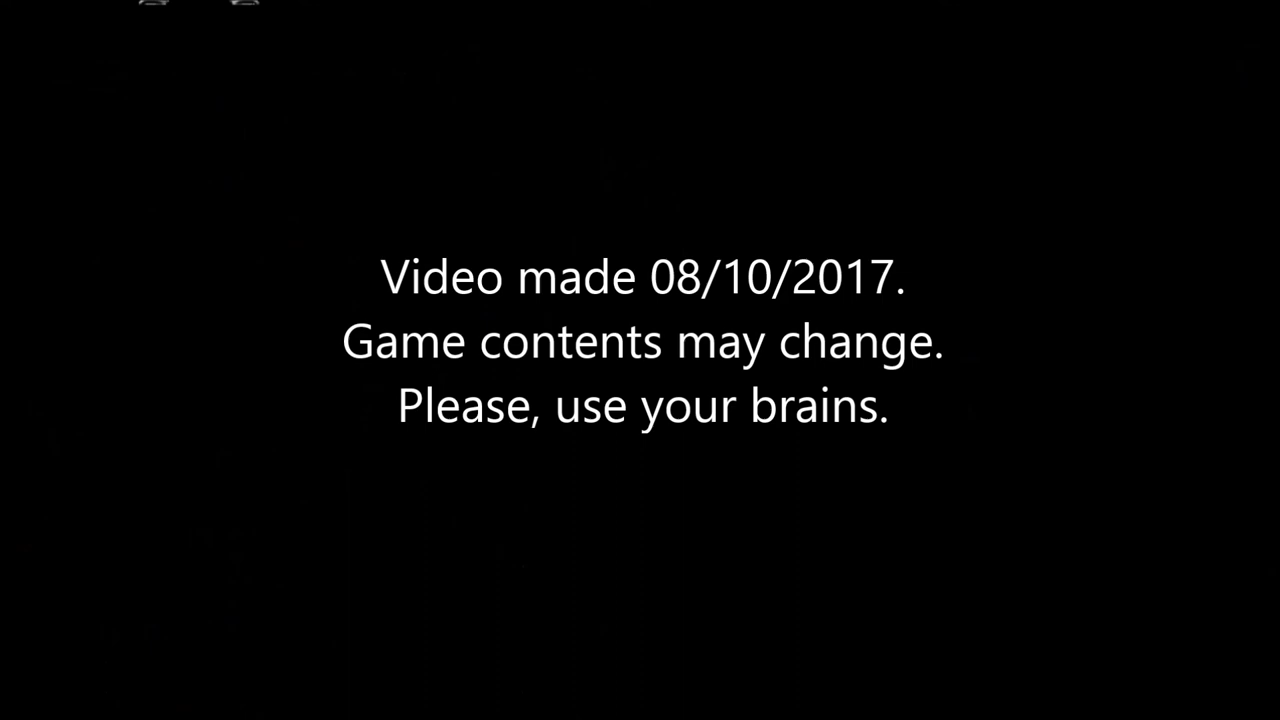 Video made 08/10/2017.
Game contents may change.
Please, use your brains.